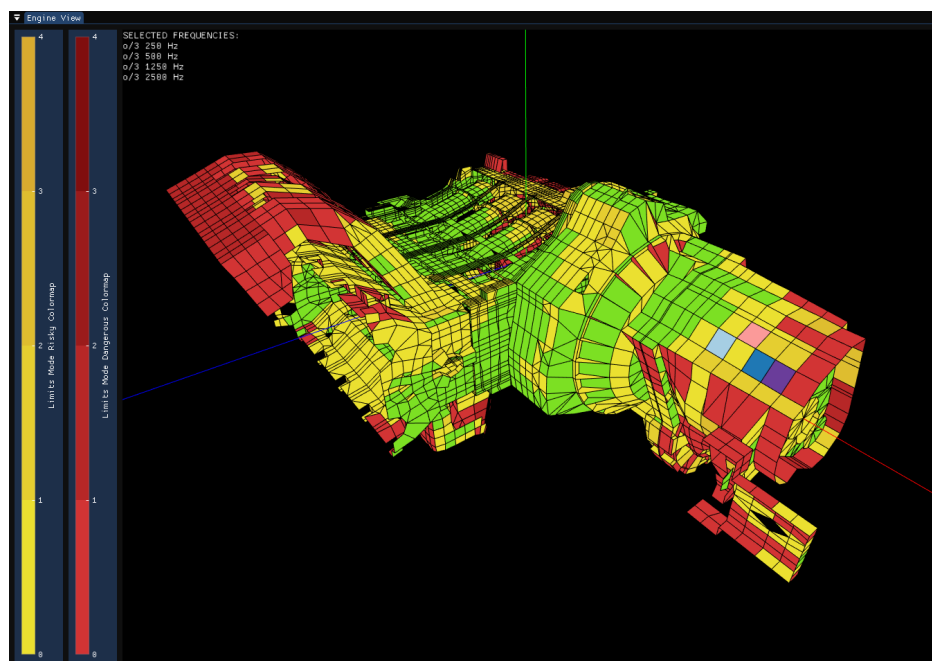 Engine View
SELECTED FREQUENCIES:
o/3 250 Hz
o/3 500 Hz
o/3 1250 Hz
o/3 2500 Hz
4
3
2
1
0
Limits Mode Risky Colormap
4
3
2
1
0
Limits Mode Dangerous Colormap